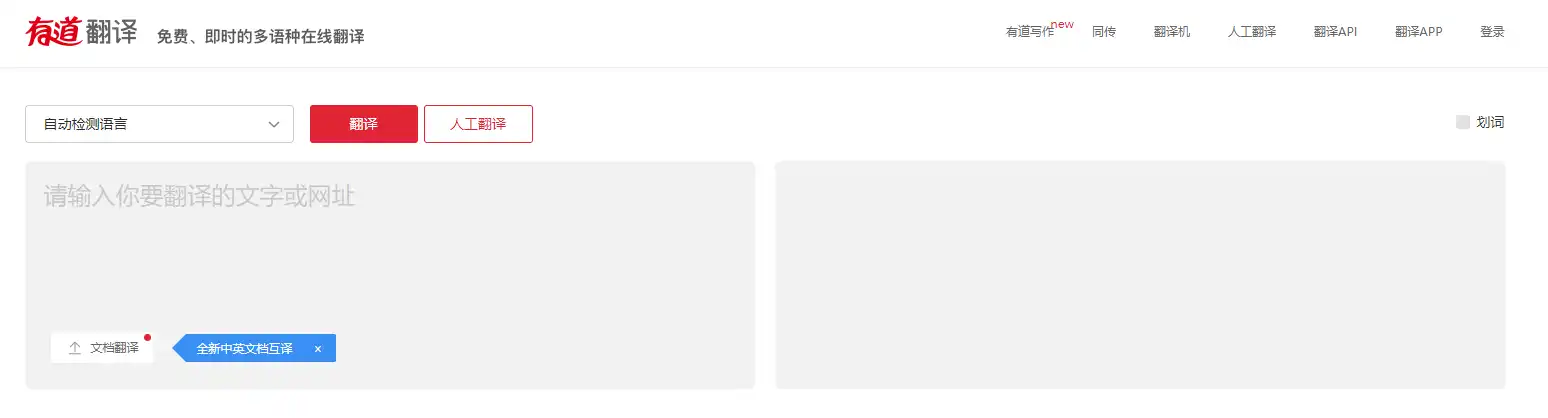 有道翻译 免费、即时的多语种在线翻译 有道写作new 同传 翻译机 人工翻译 翻译API 翻译APP 登录
自动检测语言 翻译 人工翻译 划词
请输入你要翻译的文字或网址
文档翻译 全新中英文档互译 ×